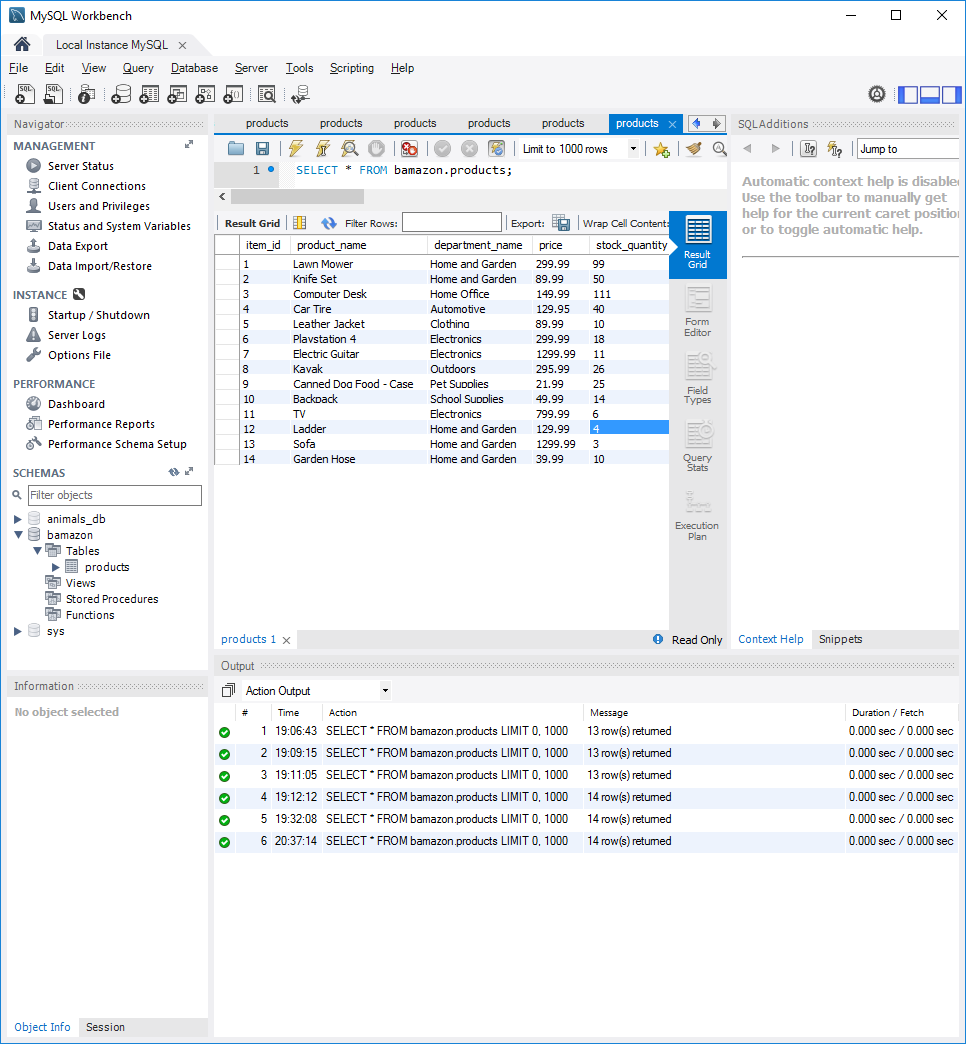 MySQL Workbench
Local Instance MySQL
File Edit View Query Database Server Tools Scripting Help
Navigator
MANAGEMENT
Server Status
Client Connections
Users and Privileges
Status and System Variables
Data Export
Data Import/Restore
INSTANCE
Startup / Shutdown
Server Logs
Options File
PERFORMANCE
Dashboard
Performance Reports
Performance Schema Setup
SCHEMAS
Filter objects
animals_db
bamazon
Tables
products
Views
Stored Procedures
Functions
sys
Information
No object selected
Object Info Session
products products products products products products
Limit to 1000 rows
1 SELECT * FROM bamazon.products;
Result Grid Filter Rows: Export: Wrap Cell Content:
item_id product_name department_name price stock_quantity
1 Lawn Mower Home and Garden 299.99 99
2 Knife Set Home and Garden 89.99 50
3 Computer Desk Home Office 149.99 111
4 Car Tire Automotive 129.95 40
5 Leather Jacket Clothing 89.99 10
6 Playstation 4 Electronics 299.99 18
7 Electric Guitar Electronics 1299.99 11
8 Kayak Outdoors 295.99 26
9 Canned Dog Food - Case Pet Supplies 21.99 25
10 Backpack School Supplies 49.99 14
11 TV Electronics 799.99 6
12 Ladder Home and Garden 129.99 4
13 Sofa Home and Garden 1299.99 3
14 Garden Hose Home and Garden 39.99 10
Result
Grid
Form
Editor
Field
Types
Query
Stats
Execution
Plan
products 1 Read Only
SQLAdditions
Jump to
Automatic context help is disabled
Use the toolbar to manually get
help for the current caret position
or to toggle automatic help.
Context Help Snippets
Output
Action Output
# Time Action Message Duration / Fetch
1 19:06:43 SELECT * FROM bamazon.products LIMIT 0, 1000 13 row(s) returned 0.000 sec / 0.000 sec
2 19:09:15 SELECT * FROM bamazon.products LIMIT 0, 1000 13 row(s) returned 0.000 sec / 0.000 sec
3 19:11:05 SELECT * FROM bamazon.products LIMIT 0, 1000 13 row(s) returned 0.000 sec / 0.000 sec
4 19:12:12 SELECT * FROM bamazon.products LIMIT 0, 1000 14 row(s) returned 0.000 sec / 0.000 sec
5 19:32:08 SELECT * FROM bamazon.products LIMIT 0, 1000 14 row(s) returned 0.000 sec / 0.000 sec
6 20:37:14 SELECT * FROM bamazon.products LIMIT 0, 1000 14 row(s) returned 0.000 sec / 0.000 sec